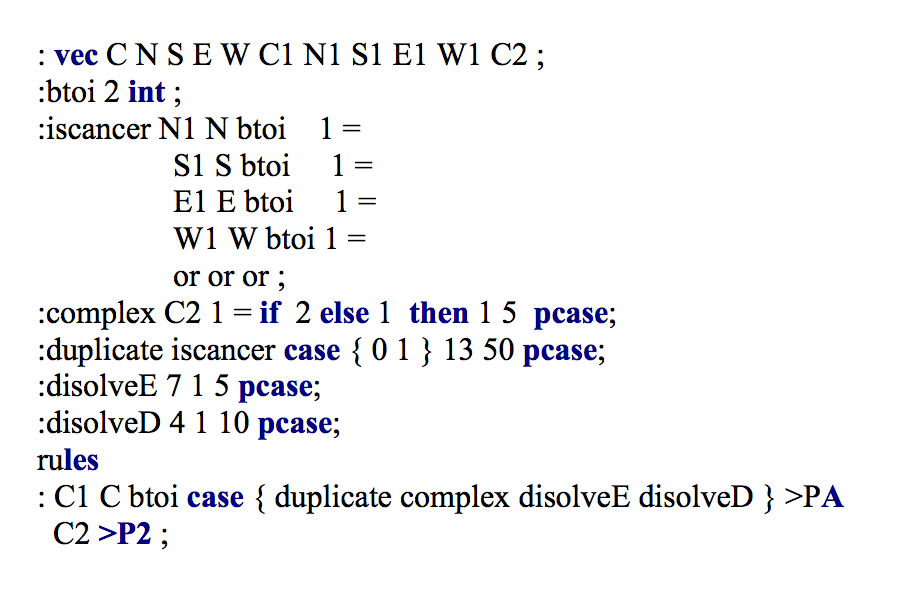 : vec C N S E W C1 N1 S1 E1 W1 C2 ;
:btoi 2 int ;
:iscancer N1 N btoi 1 =
S1 S btoi 1 =
E1 E btoi 1 =
W1 W btoi 1 =
or or or ;
:complex C2 1 = if 2 else 1 then 1 5 pcase;
:duplicate iscancer case { 0 1 } 13 50 pcase;
:disolveE 7 1 5 pcase;
:disolveD 4 1 10 pcase;
rules
: C1 C btoi case { duplicate complex disolveE disolveD } >PA
C2 >P2 ;